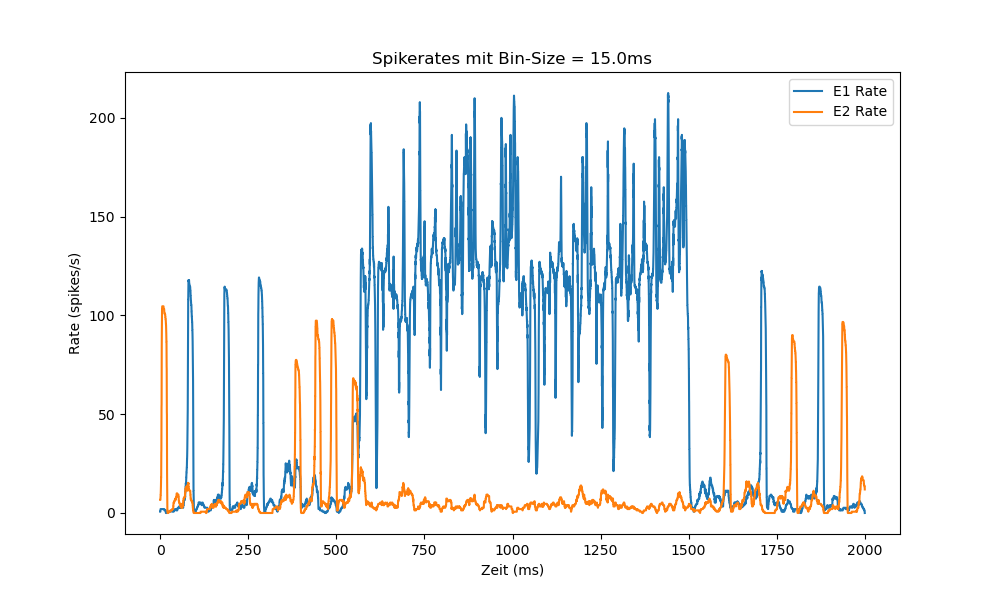 Spikerates mit Bin-Size = 15.0ms
E1 Rate
E2 Rate
200
150
100
50
0
Rate (spikes/s)
0 250 500 750 1000 1250 1500 1750 2000
Zeit (ms)